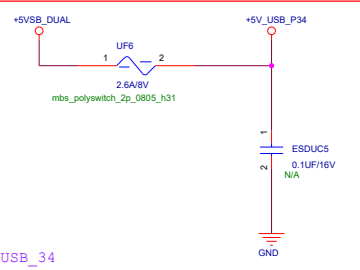 +5VSB_DUAL
+5V_USB_P34
UF6
1
2
2.6A/8V
mbs_polyswitch_2p_0805_h31
1
ESDUC5
0.1UF/16V
2
N/A
GND
USB_34